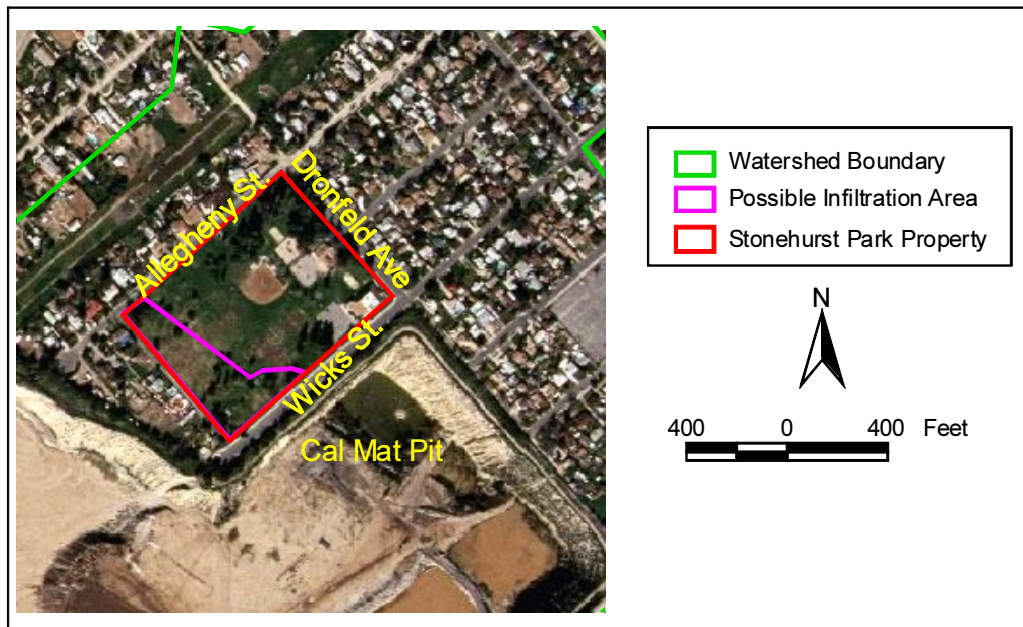 Allegheny St.
Dronfeld Ave
Wicks St.
Cal Mat Pit
Watershed Boundary
Possible Infiltration Area
Stonehurst Park Property
N
400 0 400 Feet